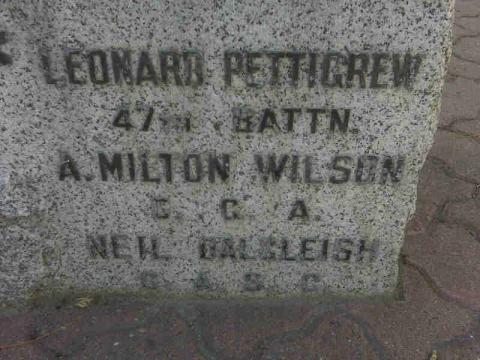 LEONARD PETTIGREW
47TH BATTN.
A. MILTON WILSON
C. G. A.
NEIL DALGLEISH
C A S C